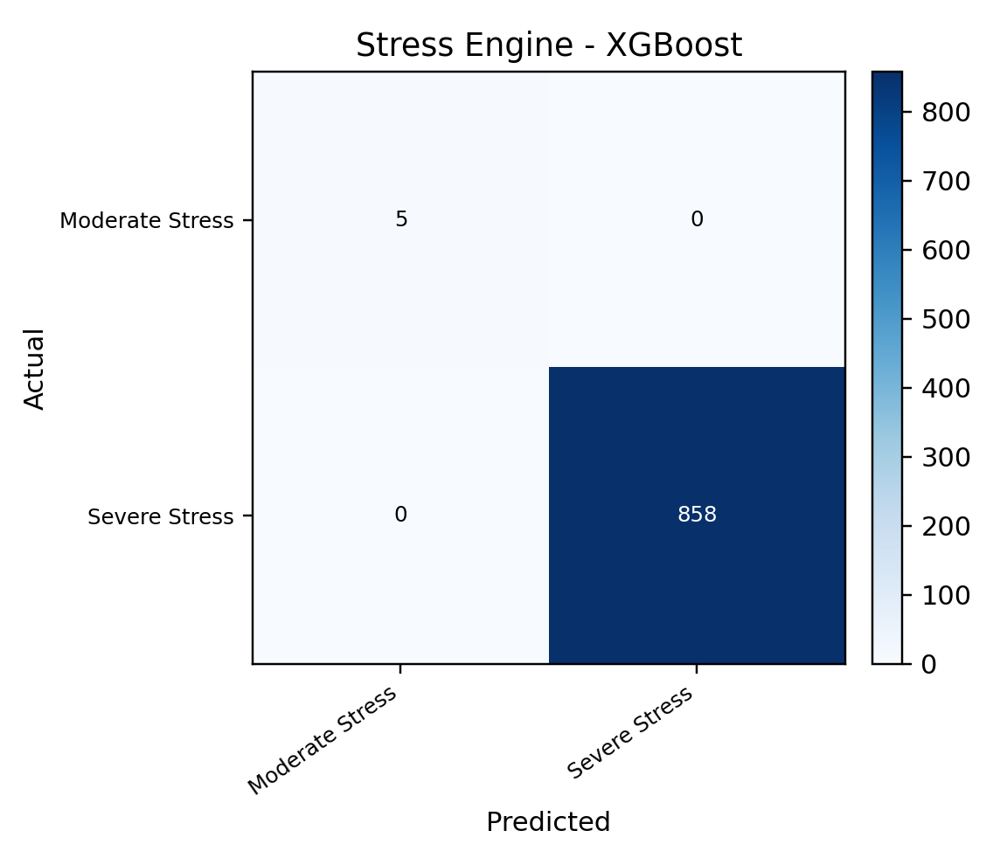 Stress Engine - XGBoost
Actual
Moderate Stress
5
0
Severe Stress
0
858
Moderate Stress
Severe Stress
Predicted
800
700
600
500
400
300
200
100
0